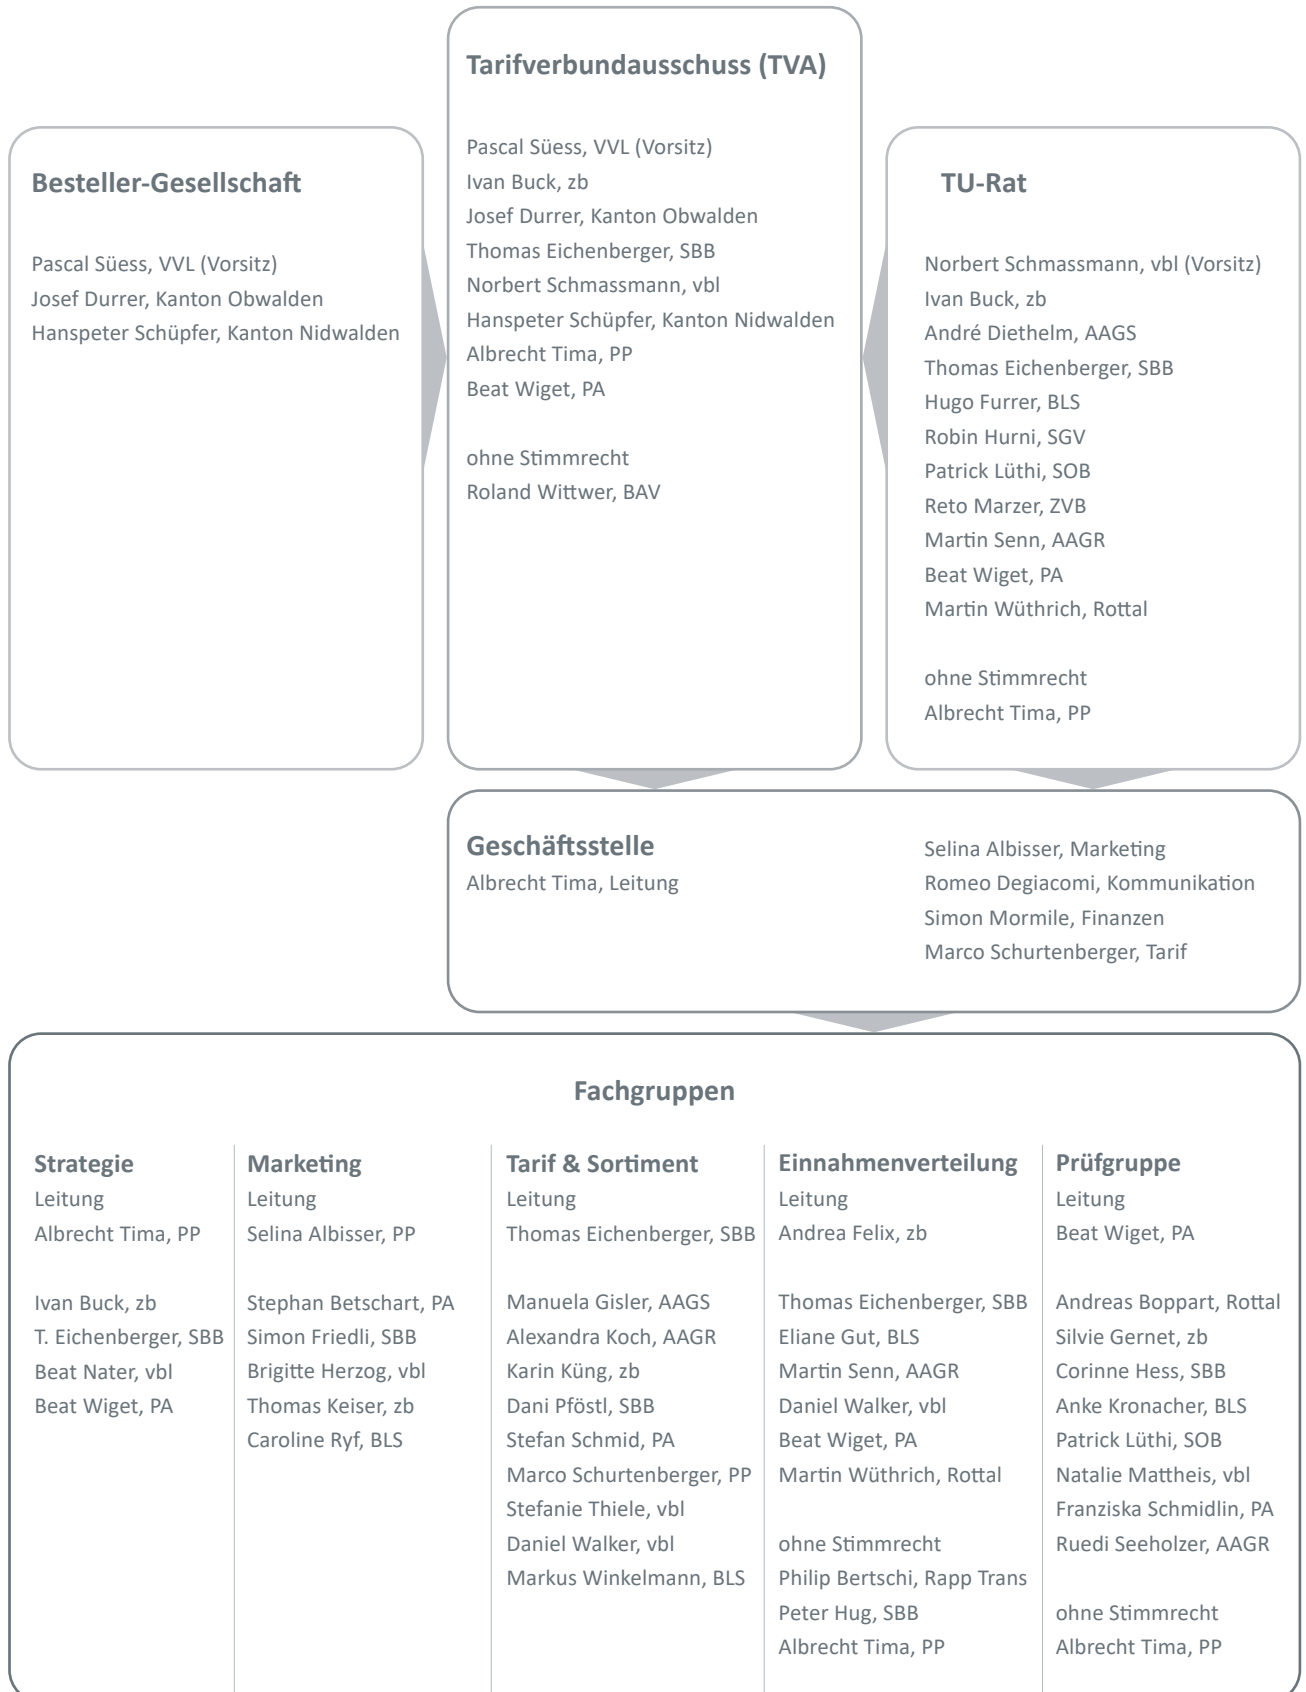 Tarifverbundausschuss (TVA)
Pascal Süess, VVL (Vorsitz)
Ivan Buck, zb
Josef Durrer, Kanton Obwalden
Thomas Eichenberger, SBB
Norbert Schmassmann, vbl
Hanspeter Schüpfer, Kanton Nidwalden
Albrecht Tima, PP
Beat Wiget, PA
ohne Stimmrecht
Roland Wittwer, BAV
Besteller-Gesellschaft
Pascal Süess, VVL (Vorsitz)
Josef Durrer, Kanton Obwalden
Hanspeter Schüpfer, Kanton Nidwalden
TU-Rat
Norbert Schmassmann, vbl (Vorsitz)
Ivan Buck, zb
André Diethelm, AAGS
Thomas Eichenberger, SBB
Hugo Furrer, BLS
Robin Hurni, SGV
Patrick Lüthi, SOB
Reto Marzer, ZVB
Martin Senn, AAGR
Beat Wiget, PA
Martin Wüthrich, Rottal
ohne Stimmrecht
Albrecht Tima, PP
Geschäftsstelle
Albrecht Tima, Leitung
Selina Albisser, Marketing
Romeo Degiacomi, Kommunikation
Simon Mormile, Finanzen
Marco Schurtenberger, Tarif
Fachgruppen
Strategie
Leitung
Albrecht Tima, PP
Ivan Buck, zb
T. Eichenberger, SBB
Beat Nater, vbl
Beat Wiget, PA
Marketing
Leitung
Selina Albisser, PP
Stephan Betschart, PA
Simon Friedli, SBB
Brigitte Herzog, vbl
Thomas Keiser, zb
Caroline Ryf, BLS
Tarif & Sortiment
Leitung
Thomas Eichenberger, SBB
Manuela Gisler, AAGS
Alexandra Koch, AAGR
Karin Küng, zb
Dani Pföstl, SBB
Stefan Schmid, PA
Marco Schurtenberger, PP
Stefanie Thiele, vbl
Daniel Walker, vbl
Markus Winkelmann, BLS
Einnahmenverteilung
Leitung
Andrea Felix, zb
Thomas Eichenberger, SBB
Eliane Gut, BLS
Martin Senn, AAGR
Daniel Walker, vbl
Beat Wiget, PA
Martin Wüthrich, Rottal
ohne Stimmrecht
Philip Bertschi, Rapp Trans
Peter Hug, SBB
Albrecht Tima, PP
Prüfgruppe
Leitung
Beat Wiget, PA
Andreas Boppart, Rottal
Silvie Gernet, zb
Corinne Hess, SBB
Anke Kronacher, BLS
Patrick Lüthi, SOB
Natalie Mattheis, vbl
Franziska Schmidlin, PA
Ruedi Seeholzer, AAGR
ohne Stimmrecht
Albrecht Tima, PP